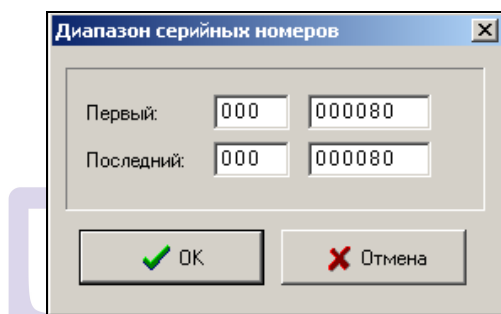 Диапазон серийных номеров
Первый: 000 000080
Последний: 000 000080
OK Отмена